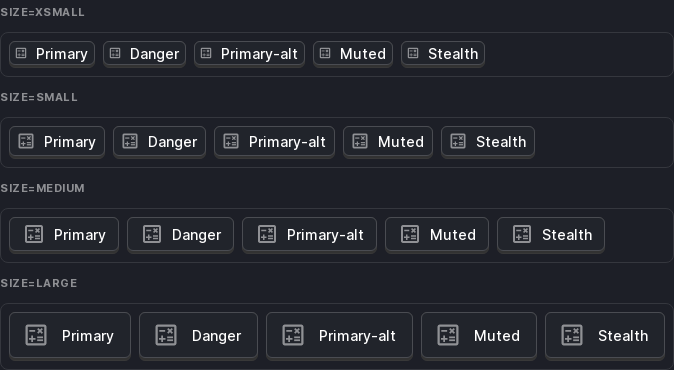 SIZE=XSMALL
Primary Danger Primary-alt Muted Stealth
SIZE=SMALL
Primary Danger Primary-alt Muted Stealth
SIZE=MEDIUM
Primary Danger Primary-alt Muted Stealth
SIZE=LARGE
Primary Danger Primary-alt Muted Stealth